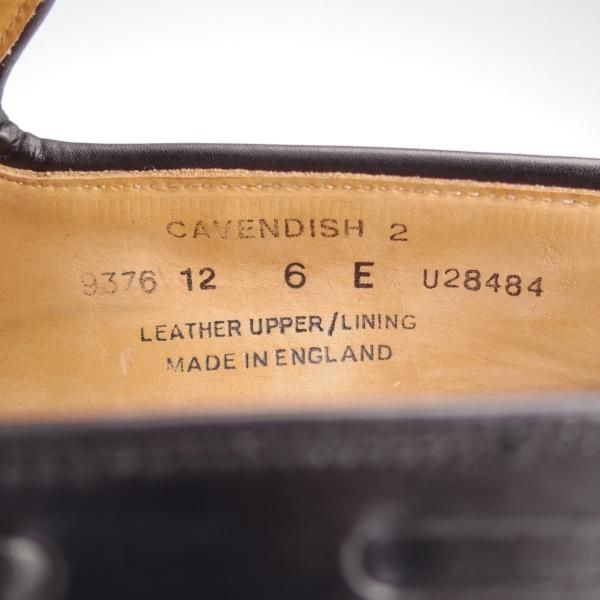 CAVENDISH 2
9376 12 6 E U28484
LEATHER UPPER/LINING
MADE IN ENGLAND